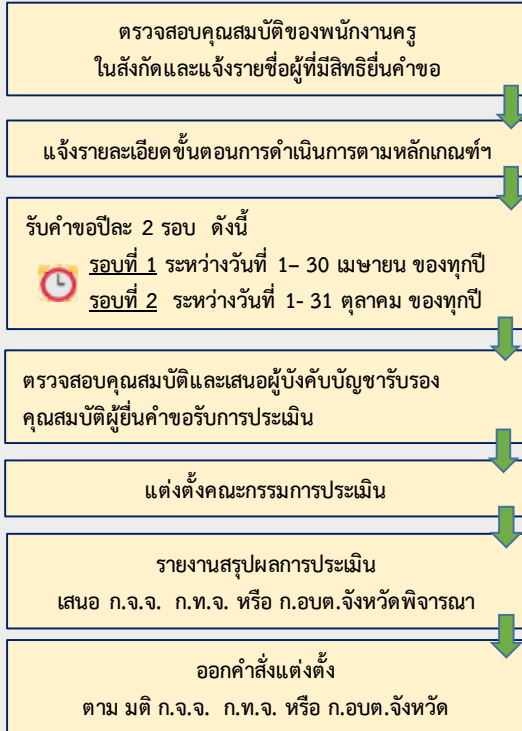 ตรวจสอบคุณสมบัติของพนักงานครู
ในสังกัดและแจ้งรายชื่อผู้ที่มีสิทธิยื่นคำขอ
แจ้งรายละเอียดขั้นตอนการดำเนินการตามหลักเกณฑ์ฯ
รับคำขอปีละ 2 รอบ ดังนี้
รอบที่ 1 ระหว่างวันที่ 1– 30 เมษายน ของทุกปี
รอบที่ 2 ระหว่างวันที่ 1- 31 ตุลาคม ของทุกปี
ตรวจสอบคุณสมบัติและเสนอผู้บังคับบัญชารับรอง
คุณสมบัติผู้ยื่นคำขอรับการประเมิน
แต่งตั้งคณะกรรมการประเมิน
รายงานสรุปผลการประเมิน
เสนอ ก.จ.จ. ก.ท.จ. หรือ ก.อบต.จังหวัดพิจารณา
ออกคำสั่งแต่งตั้ง
ตาม มติ ก.จ.จ. ก.ท.จ. หรือ ก.อบต.จังหวัด